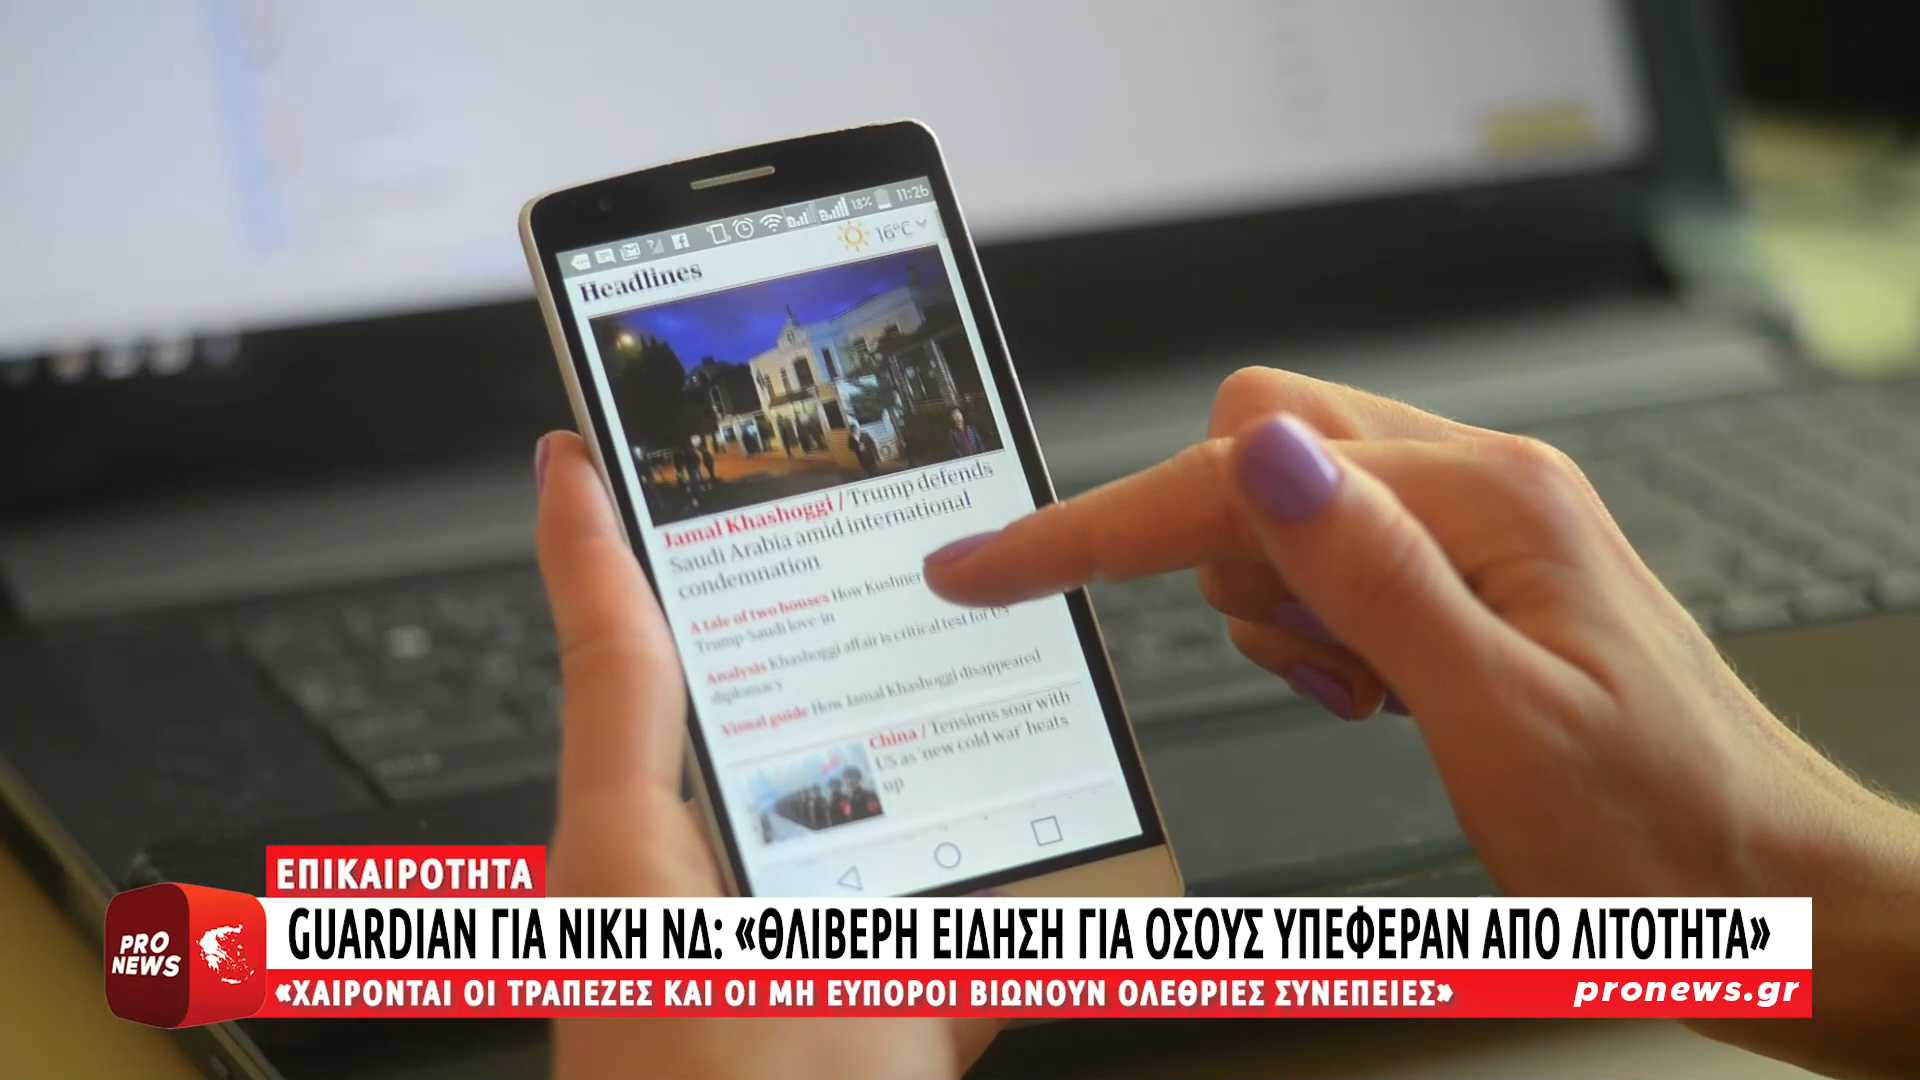 18% 11:26
16°C
Headlines
Jamal Khashoggi / Trump defends
Saudi Arabia amid international
condemnation
A tale of two houses How Kushner
Trump-Saudi love-in
Analysis Khashoggi affair is critical test for US
diplomacy
Visual guide How Jamal Khashoggi disappeared
China / Tensions soar with
US as 'new cold war' heats
up
ΕΠΙΚΑΙΡΟΤΗΤΑ
PRO
NEWS
GUARDIAN ΓΙΑ ΝΙΚΗ ΝΔ: «ΘΛΙΒΕΡΗ ΕΙΔΗΣΗ ΓΙΑ ΟΣΟΥΣ ΥΠΕΦΕΡΑΝ ΑΠΟ ΛΙΤΟΤΗΤΑ»
«ΧΑΙΡΟΝΤΑΙ ΟΙ ΤΡΑΠΕΖΕΣ ΚΑΙ ΟΙ ΜΗ ΕΥΠΟΡΟΙ ΒΙΩΝΟΥΝ ΟΛΕΘΡΙΕΣ ΣΥΝΕΠΕΙΕΣ»
pronews.gr